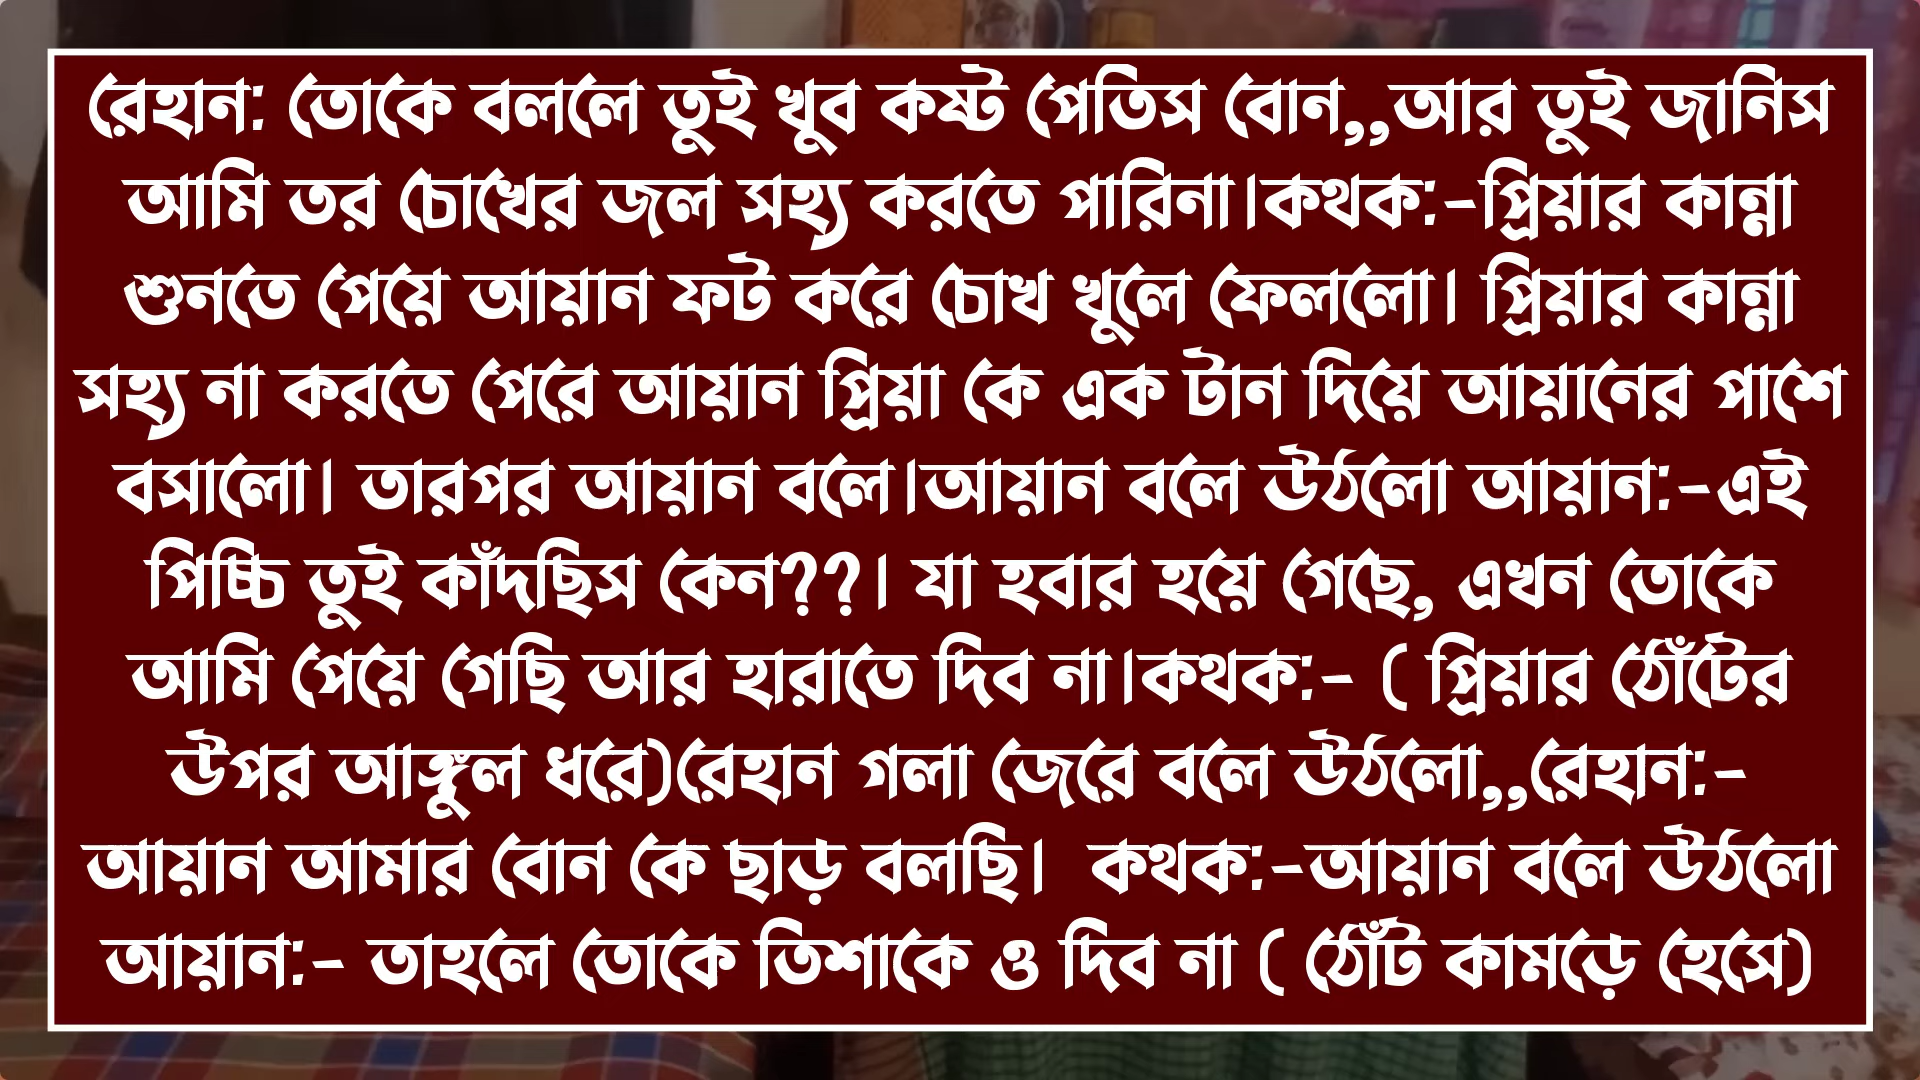 রেহান: তোকে বললে তুই খুব কষ্ট পেতিস বোন,,আর তুই জানিস
আমি তর চোখের জল সহ্য করতে পারিনা।কথক:-প্রিয়ার কান্না
শুনতে পেয়ে আয়ান ফট করে চোখ খুলে ফেললো। প্রিয়ার কান্না
সহ্য না করতে পেরে আয়ান প্রিয়া কে এক টান দিয়ে আয়ানের পাশে
বসালো। তারপর আয়ান বলে।আয়ান বলে উঠলো আয়ান:-এই
পিচ্চি তুই কাঁদছিস কেন??। যা হবার হয়ে গেছে, এখন তোকে
আমি পেয়ে গেছি আর হারাতে দিব না।কথক:- ( প্রিয়ার ঠোঁটের
উপর আঙ্গুল ধরে)রেহান গলা জেরে বলে উঠলো,,রেহান:-
আয়ান আমার বোন কে ছাড় বলছি।  কথক:-আয়ান বলে উঠলো
আয়ান:- তাহলে তোকে তিশাকে ও দিব না ( ঠোঁট কামড়ে হেসে)